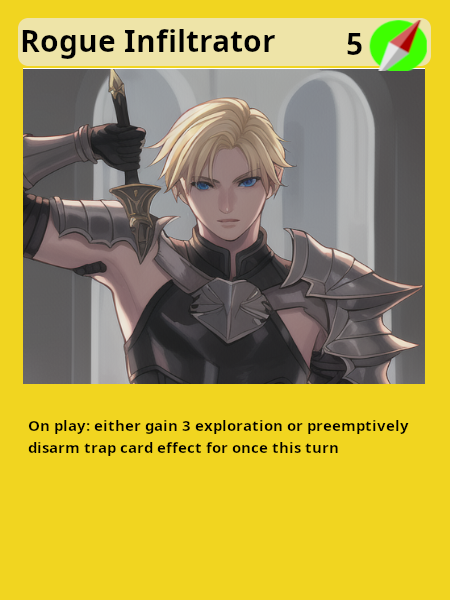 Rogue Infiltrator 5
On play: either gain 3 exploration or preemptively
disarm trap card effect for once this turn